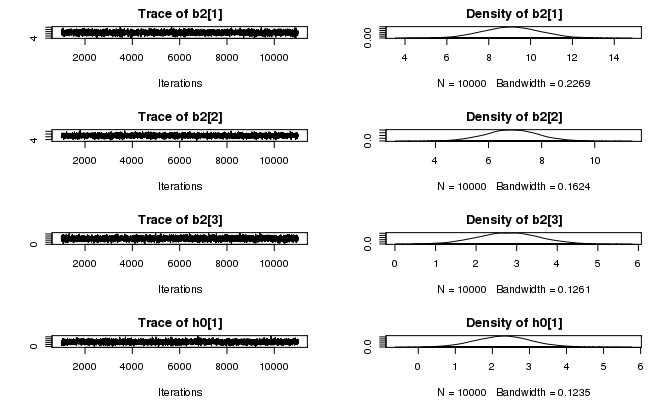 Trace of b2[1]
4
2000 4000 6000 8000 10000
Iterations
Density of b2[1]
0.00
4 6 8 10 12 14
N = 10000 Bandwidth = 0.2269
Trace of b2[2]
4
2000 4000 6000 8000 10000
Iterations
Density of b2[2]
0.0
4 6 8 10
N = 10000 Bandwidth = 0.1624
Trace of b2[3]
0
2000 4000 6000 8000 10000
Iterations
Density of b2[3]
0.0
0 1 2 3 4 5 6
N = 10000 Bandwidth = 0.1261
Trace of h0[1]
0
2000 4000 6000 8000 10000
Iterations
Density of h0[1]
0.0
0 1 2 3 4 5 6
N = 10000 Bandwidth = 0.1235